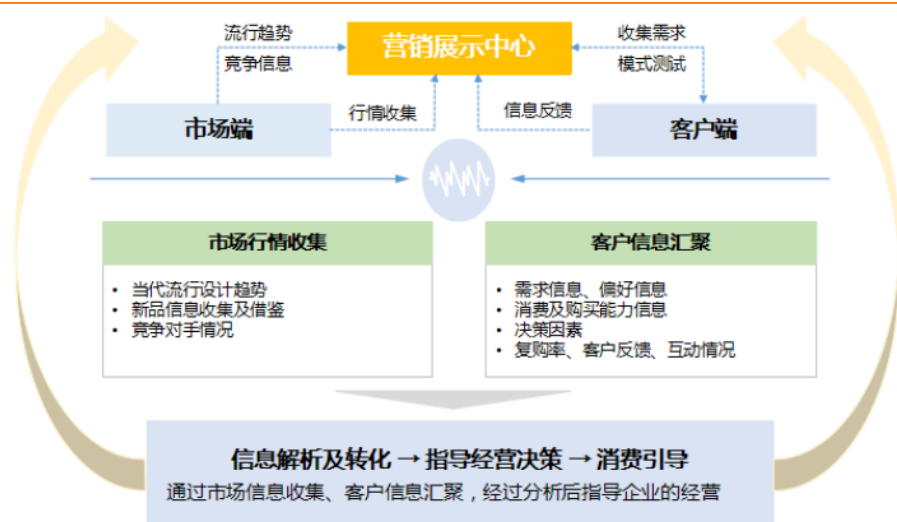 流行趋势
竞争信息
营销展示中心
收集需求
模式测试
市场端
行情收集
信息反馈
客户端
市场行情收集
• 当代流行设计趋势
• 新品信息收集及借鉴
• 竞争对手情况
客户信息汇聚
• 需求信息、偏好信息
• 消费及购买能力信息
• 决策因素
• 复购率、客户反馈、互动情况
信息解析及转化 → 指导经营决策 → 消费引导
通过市场信息收集、客户信息汇聚，经过分析后指导企业的经营